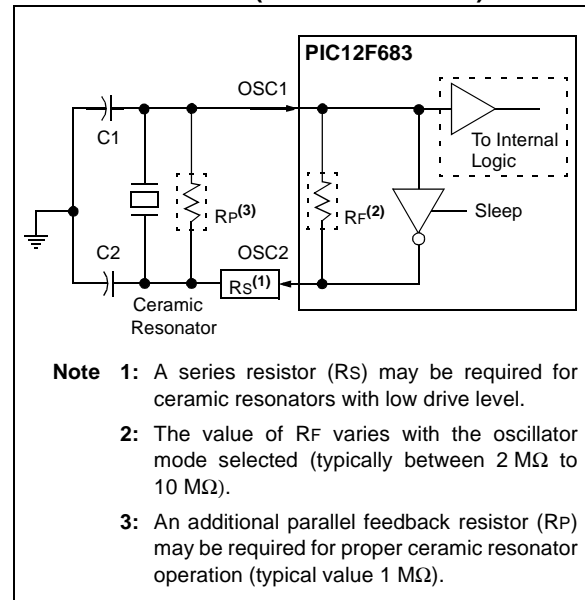 PIC12F683
OSC1
C1
To Internal
Logic
RP(3)
RF(2)
Sleep
C2
OSC2
RS(1)
Ceramic
Resonator
Note 1: A series resistor (RS) may be required for
ceramic resonators with low drive level.
2: The value of RF varies with the oscillator
mode selected (typically between 2 MΩ to
10 MΩ).
3: An additional parallel feedback resistor (RP)
may be required for proper ceramic resonator
operation (typical value 1 MΩ).